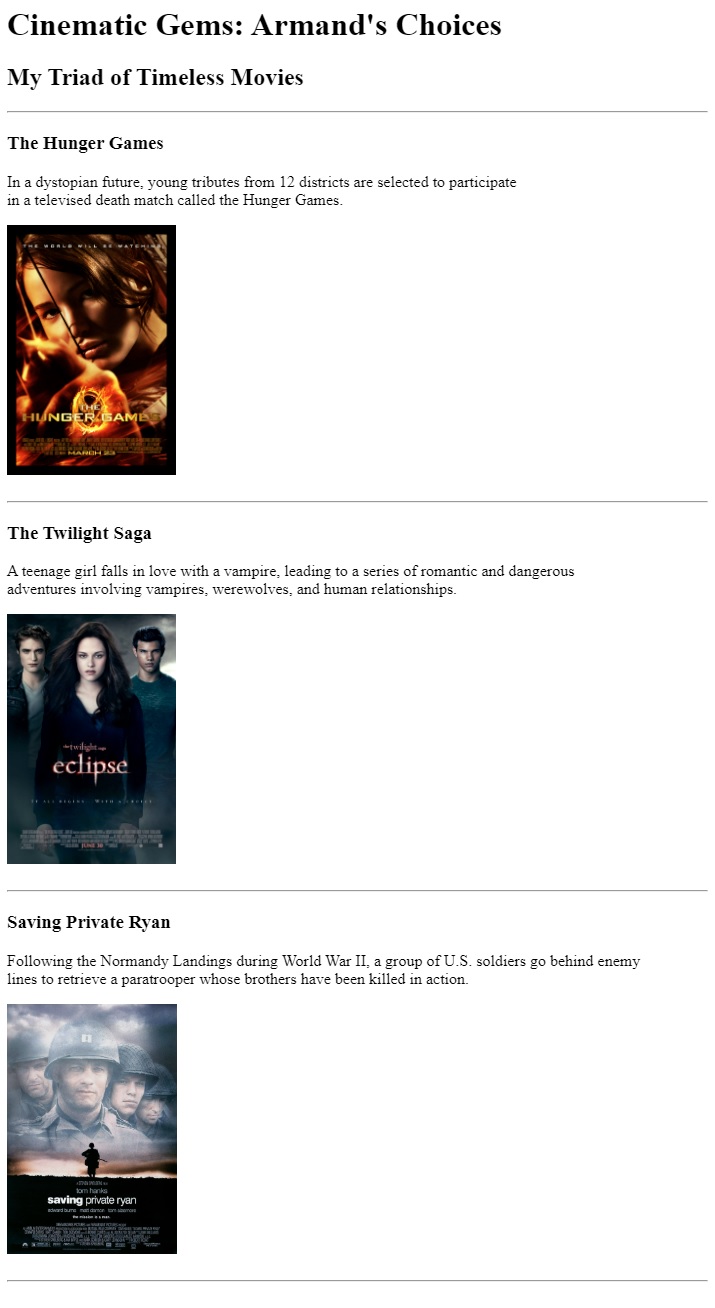 Cinematic Gems: Armand's Choices
My Triad of Timeless Movies
The Hunger Games
In a dystopian future, young tributes from 12 districts are selected to participate
in a televised death match called the Hunger Games.
THE WORLD WILL BE WATCHING
THE
HUNGER GAMES
MARCH 23
The Twilight Saga
A teenage girl falls in love with a vampire, leading to a series of romantic and dangerous
adventures involving vampires, werewolves, and human relationships.
the twilight saga
eclipse
IT ALL BEGINS... WITH A CHOICE
JUNE 30
Saving Private Ryan
Following the Normandy Landings during World War II, a group of U.S. soldiers go behind enemy
lines to retrieve a paratrooper whose brothers have been killed in action.
tom hanks
saving private ryan
edward burns matt damon tom sizemore
the mission is a man.